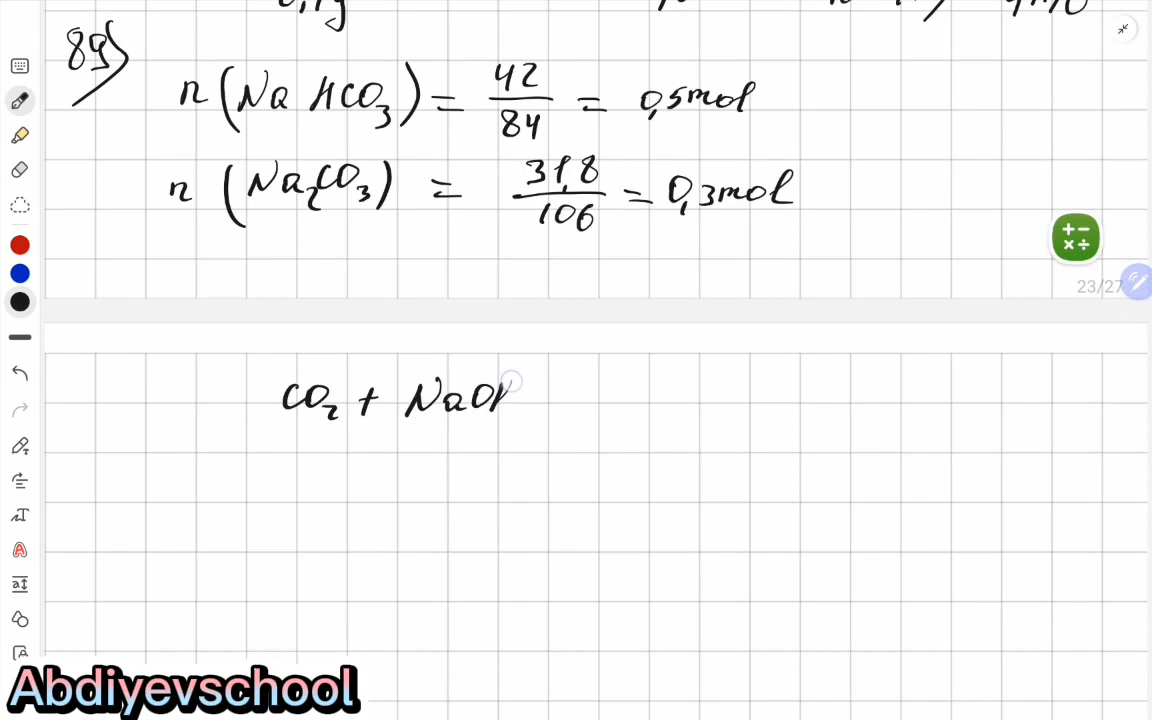 89)
n(NaHCO₃) = 42/84 = 0,5mol
n(Na₂CO₃) = 31,8/106 = 0,3mol
23/27
CO₂ + NaOH
Abdiyevschool